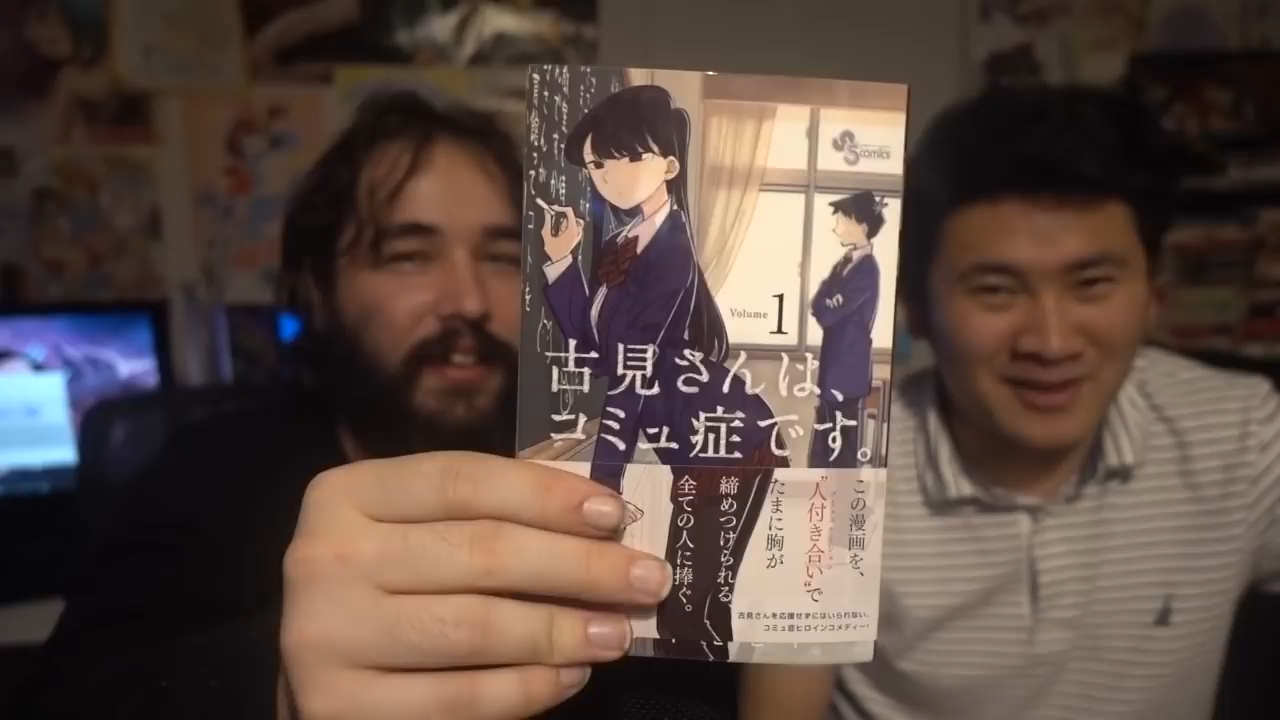 comics
Volume 1
古見さんは、
コミュ症です。
この漫画を、
"人付き合い"で
たまに胸が
締めつけられる、
全ての人に捧ぐ。
古見さんを応援せずにはいられない、
コミュ症ヒロインコメディー!